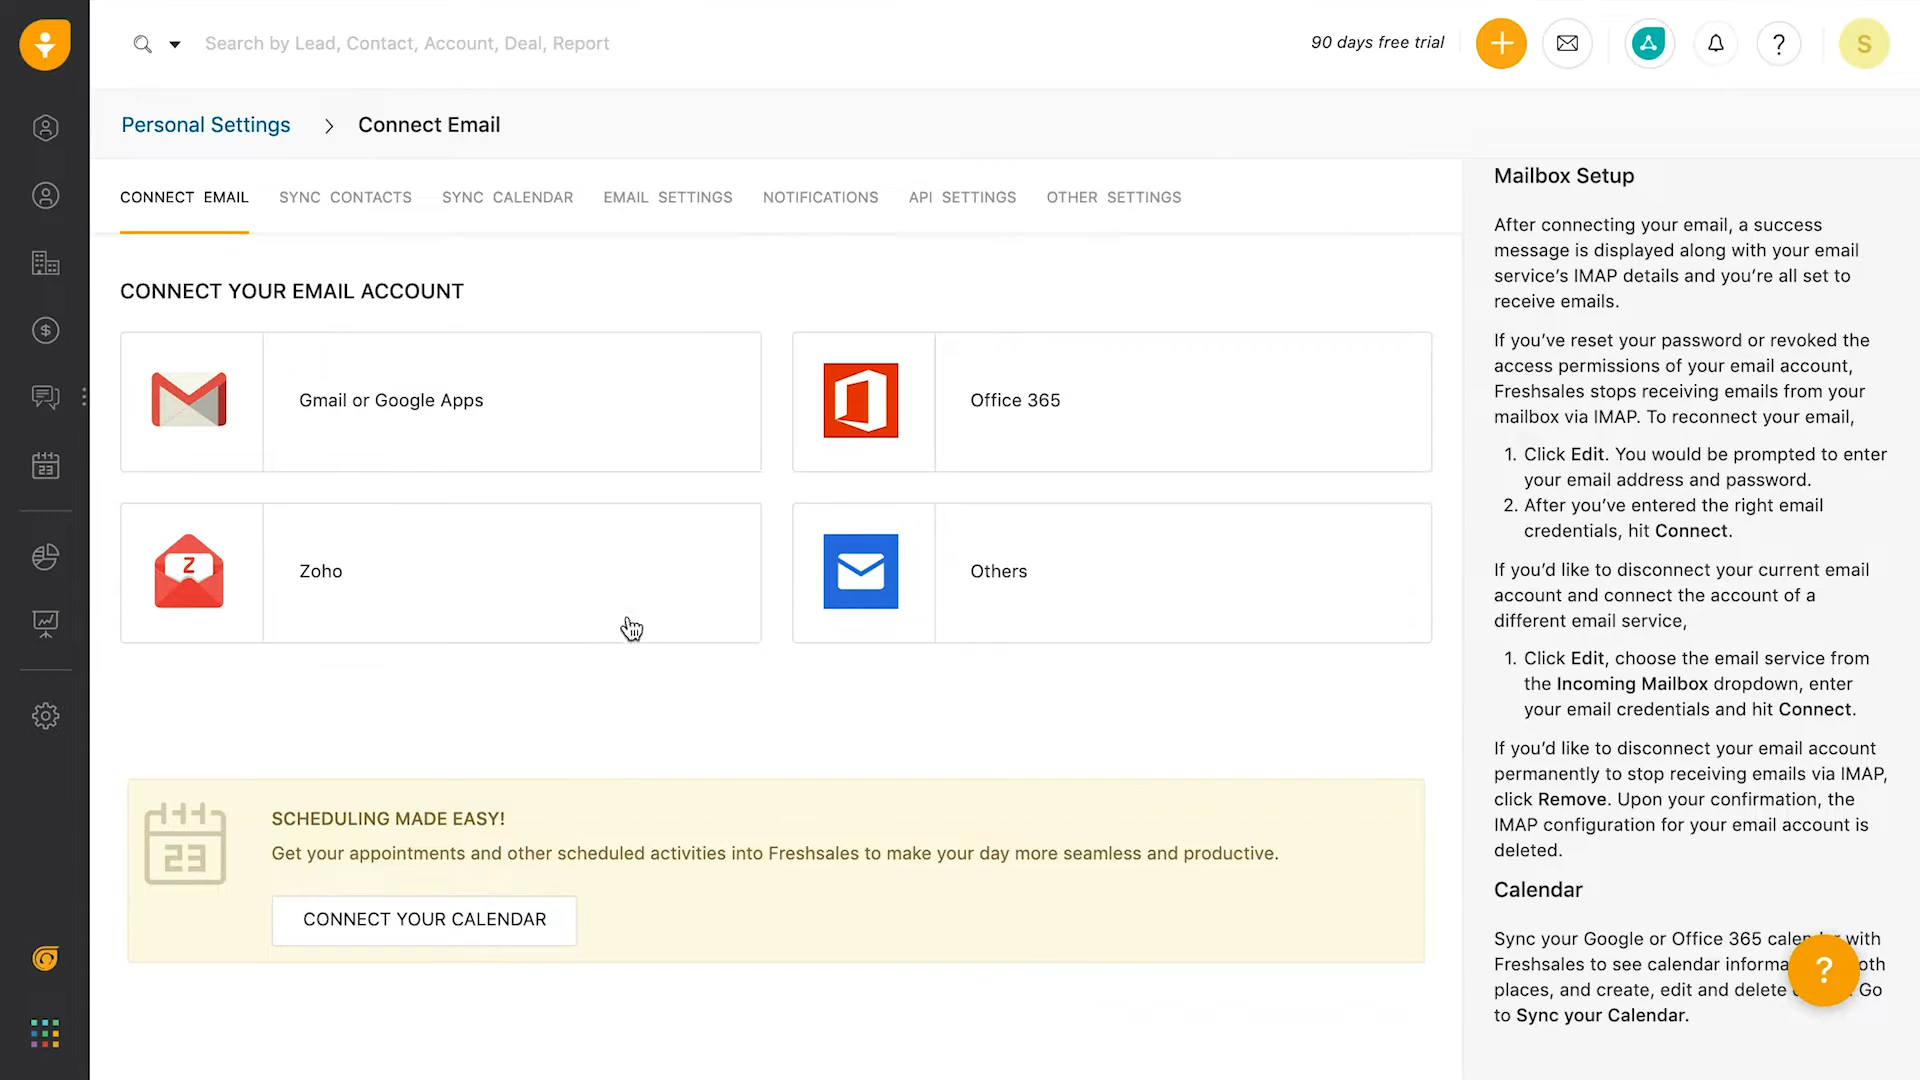 Search by Lead, Contact, Account, Deal, Report
90 days free trial
S
Personal Settings > Connect Email
CONNECT EMAIL
SYNC CONTACTS
SYNC CALENDAR
EMAIL SETTINGS
NOTIFICATIONS
API SETTINGS
OTHER SETTINGS
CONNECT YOUR EMAIL ACCOUNT
Gmail or Google Apps
Office 365
Z
Zoho
Others
23
23
SCHEDULING MADE EASY!
Get your appointments and other scheduled activities into Freshsales to make your day more seamless and productive.
CONNECT YOUR CALENDAR
Mailbox Setup
After connecting your email, a success
message is displayed along with your email
service’s IMAP details and you’re all set to
receive emails.
If you’ve reset your password or revoked the
access permissions of your email account,
Freshsales stops receiving emails from your
mailbox via IMAP. To reconnect your email,
1. Click Edit. You would be prompted to enter
your email address and password.
2. After you’ve entered the right email
credentials, hit Connect.
If you’d like to disconnect your current email
account and connect the account of a
different email service,
1. Click Edit, choose the email service from
the Incoming Mailbox dropdown, enter
your email credentials and hit Connect.
If you’d like to disconnect your email account
permanently to stop receiving emails via IMAP,
click Remove. Upon your confirmation, the
IMAP configuration for your email account is
deleted.
Calendar
Sync your Google or Office 365 calendar with
Freshsales to see calendar
places, and create, edit and delete Go
to Sync your Calendar.
?
?